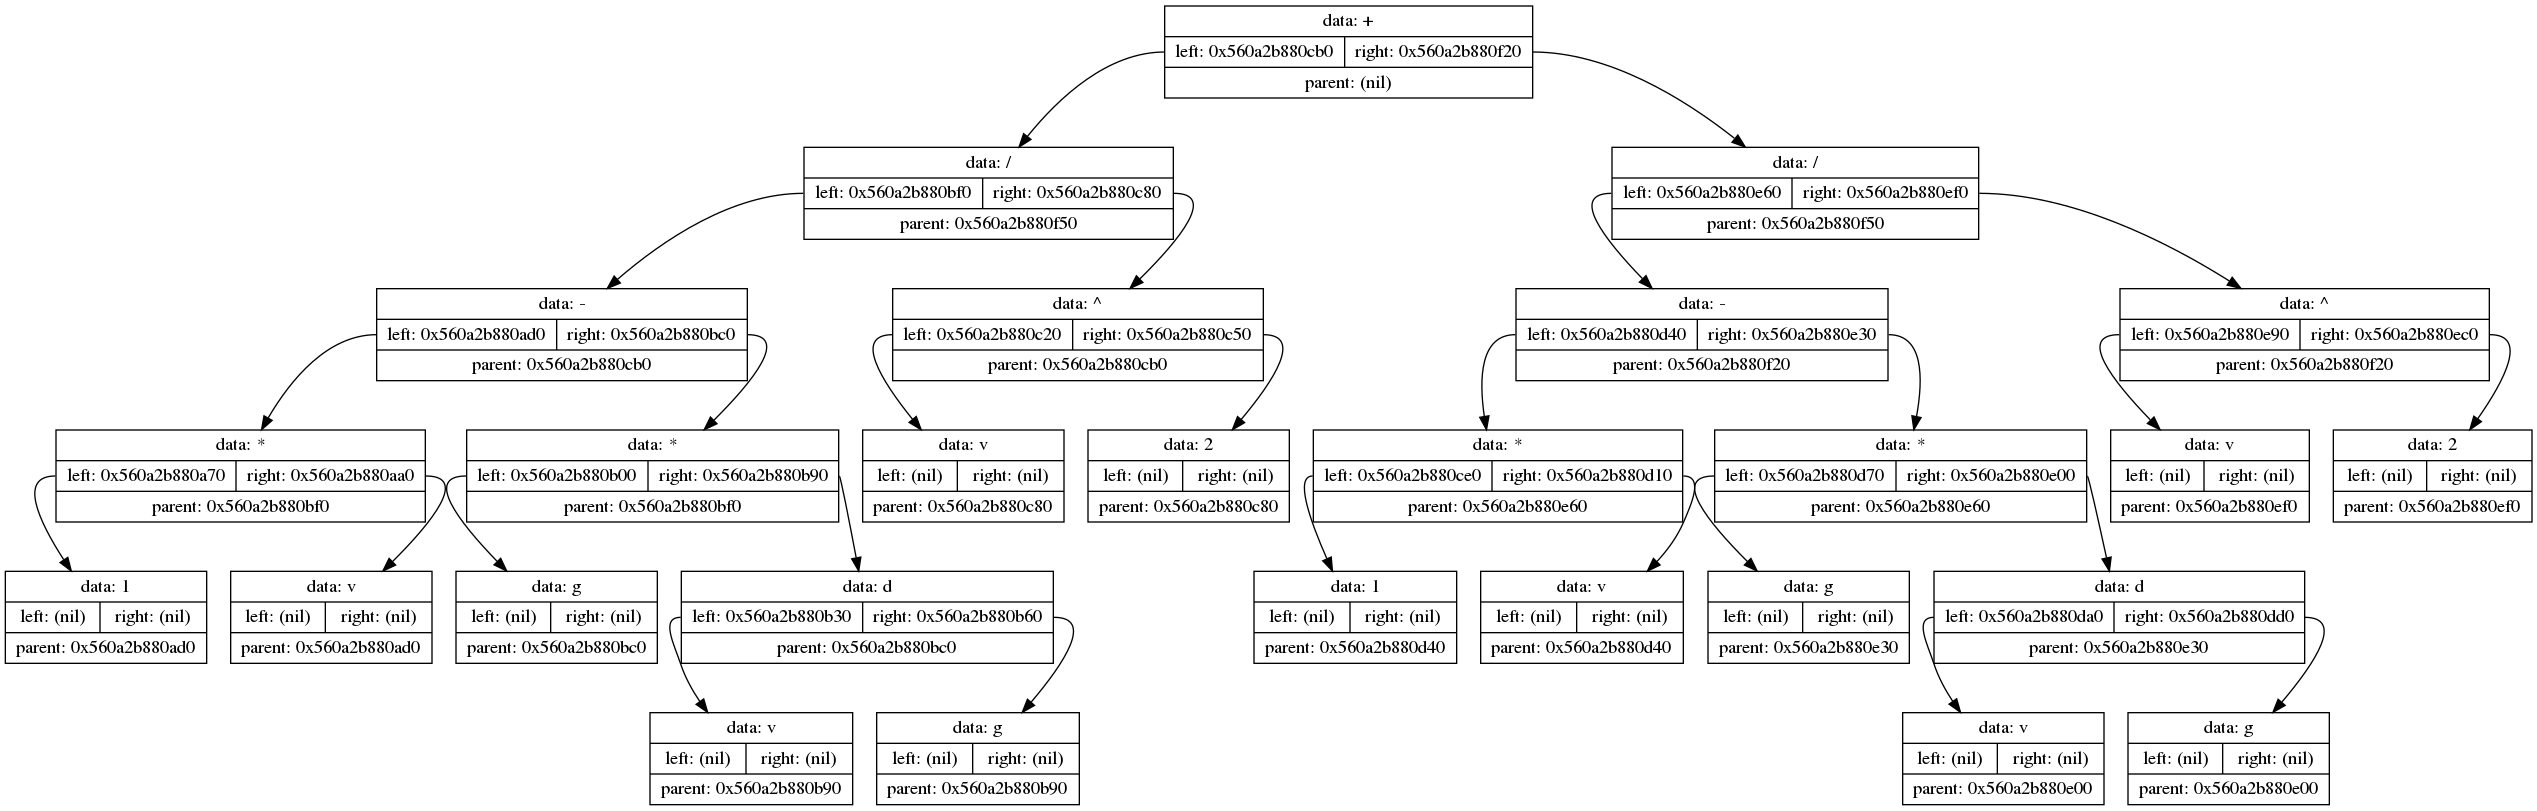 data: +
left: 0x560a2b880cb0 right: 0x560a2b880f20
parent: (nil)
data: /
left: 0x560a2b880bf0 right: 0x560a2b880c80
parent: 0x560a2b880f50
data: /
left: 0x560a2b880e60 right: 0x560a2b880ef0
parent: 0x560a2b880f50
data: -
left: 0x560a2b880ad0 right: 0x560a2b880bc0
parent: 0x560a2b880cb0
data: ^
left: 0x560a2b880c20 right: 0x560a2b880c50
parent: 0x560a2b880cb0
data: -
left: 0x560a2b880d40 right: 0x560a2b880e30
parent: 0x560a2b880f20
data: ^
left: 0x560a2b880e90 right: 0x560a2b880ec0
parent: 0x560a2b880f20
data: *
left: 0x560a2b880a70 right: 0x560a2b880aa0
parent: 0x560a2b880bf0
data: *
left: 0x560a2b880b00 right: 0x560a2b880b90
parent: 0x560a2b880bf0
data: v
left: (nil) right: (nil)
parent: 0x560a2b880c80
data: 2
left: (nil) right: (nil)
parent: 0x560a2b880c80
data: *
left: 0x560a2b880ce0 right: 0x560a2b880d10
parent: 0x560a2b880e60
data: *
left: 0x560a2b880d70 right: 0x560a2b880e00
parent: 0x560a2b880e60
data: v
left: (nil) right: (nil)
parent: 0x560a2b880ef0
data: 2
left: (nil) right: (nil)
parent: 0x560a2b880ef0
data: 1
left: (nil) right: (nil)
parent: 0x560a2b880ad0
data: v
left: (nil) right: (nil)
parent: 0x560a2b880ad0
data: g
left: (nil) right: (nil)
parent: 0x560a2b880bc0
data: d
left: 0x560a2b880b30 right: 0x560a2b880b60
parent: 0x560a2b880bc0
data: 1
left: (nil) right: (nil)
parent: 0x560a2b880d40
data: v
left: (nil) right: (nil)
parent: 0x560a2b880d40
data: g
left: (nil) right: (nil)
parent: 0x560a2b880e30
data: d
left: 0x560a2b880da0 right: 0x560a2b880dd0
parent: 0x560a2b880e30
data: v
left: (nil) right: (nil)
parent: 0x560a2b880b90
data: g
left: (nil) right: (nil)
parent: 0x560a2b880b90
data: v
left: (nil) right: (nil)
parent: 0x560a2b880e00
data: g
left: (nil) right: (nil)
parent: 0x560a2b880e00